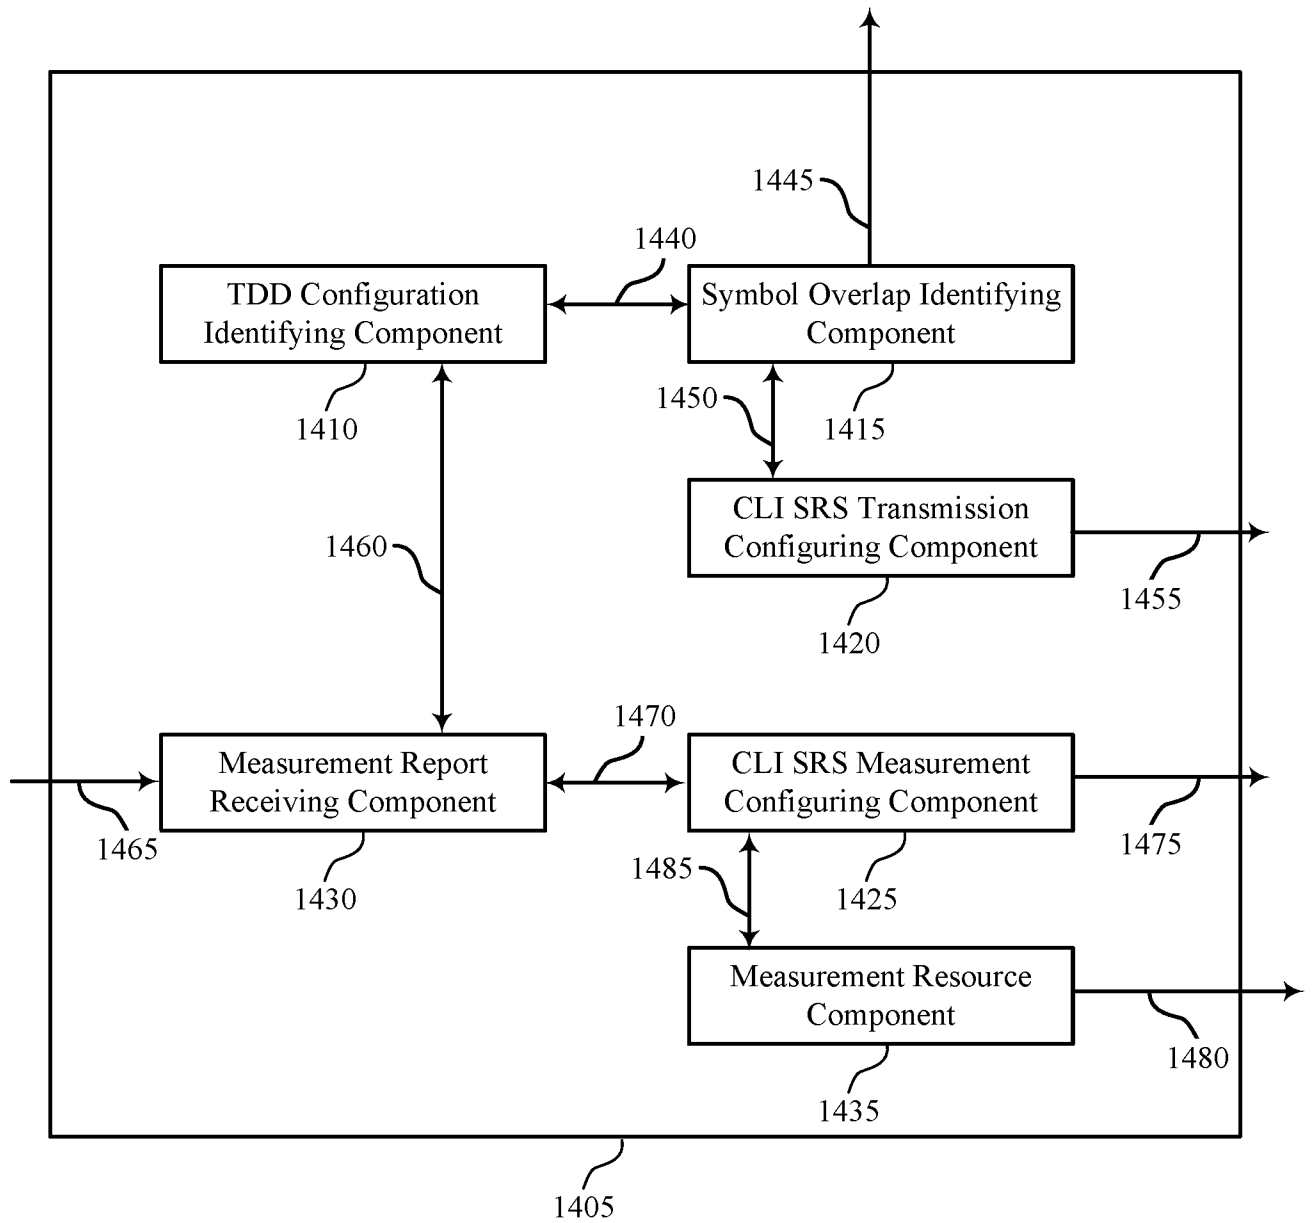 1445
1440
TDD Configuration
Identifying Component
Symbol Overlap Identifying
Component
1410
1450
1415
CLI SRS Transmission
Configuring Component
1460
1455
1420
1470
Measurement Report
Receiving Component
CLI SRS Measurement
Configuring Component
1465
1475
1430
1485
1425
Measurement Resource
Component
1480
1435
1405